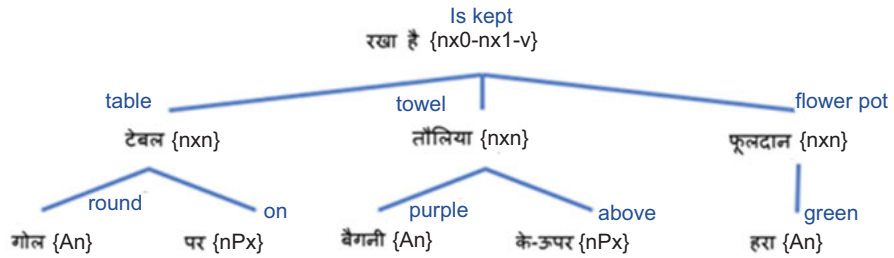 Is kept
रखा है {nx0-nx1-v}
table towel flower pot
टेबल {nxn} तौलिया {nxn} फूलदान {nxn}
round on purple above green
गोल {An} पर {nPx} बैगनी {An} के-ऊपर {nPx} हरा {An}